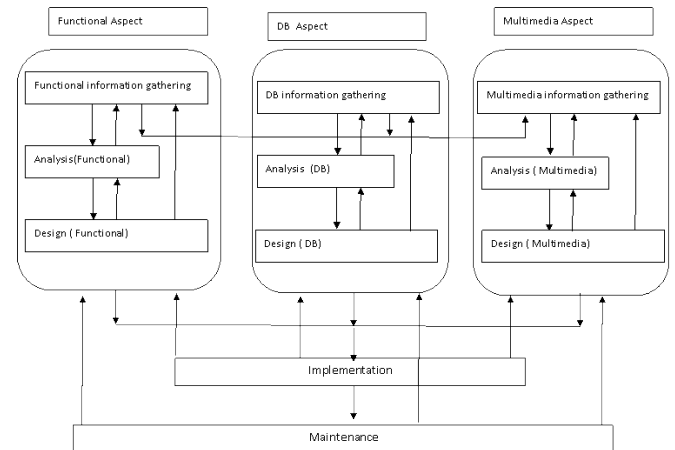 Functional Aspect
DB Aspect
Multimedia Aspect
Functional information gathering
DB information gathering
Multimedia information gathering
Analysis(Functional)
Analysis (DB)
Analysis ( Multimedia)
Design ( Functional)
Design ( DB)
Design ( Multimedia)
Implementation
Maintenance